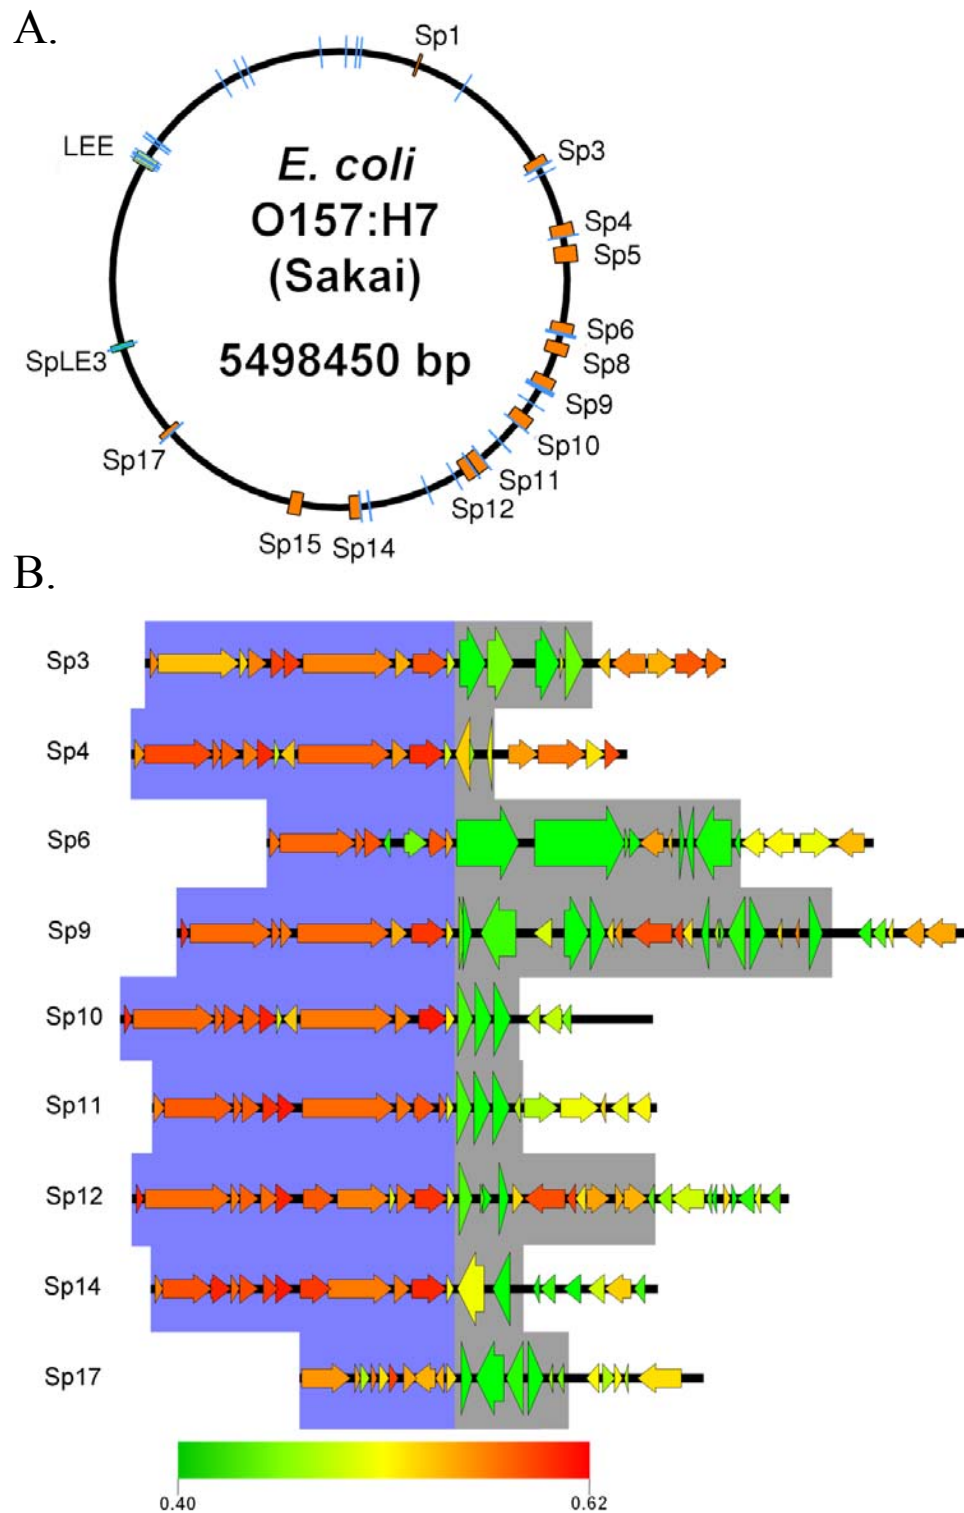 A.
Sp1
LEE
Sp3
E. coli
O157:H7
(Sakai)
5498450 bp
Sp4
Sp5
Sp6
Sp8
SpLE3
Sp9
Sp10
Sp17
Sp11
Sp12
Sp15
Sp14
B.
Sp3
Sp4
Sp6
Sp9
Sp10
Sp11
Sp12
Sp14
Sp17
0.40
0.62